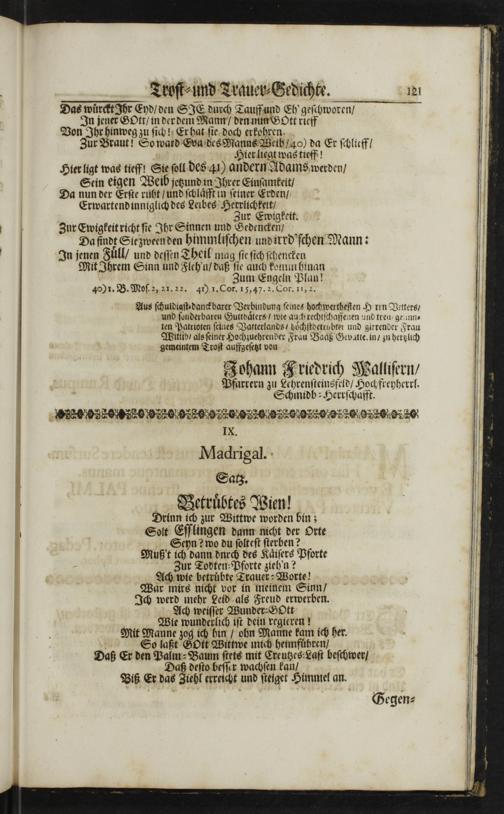 Trost- und Trauer-Gedichte. 121
Das würckt Ihr Eyd/ den SIE durch Tauff und Eh' geschworen/
In jener GOtt/ in der dem Mann/ den nun GOtt rieff
Von Ihr hinweg zu sich! Er hat sie doch erkohren
Zur Braut! So ward Eva des Manns Weib/ 40) da Er schlieff/
Hier liegt was tieff!
Hier ligt was tieff! Sie soll des 41) andern Adams werden/
Sein eigen Weib jetzund in Ihrer Einsamkeit/
Da nun der Erste ruht/ und schläfft in seiner Erden/
Erwartend inniglich des Leibes Herrlichkeit/
Zur Ewigkeit.
Zur Ewigkeit richt sie Ihr Sinnen und Gedencken/
Da findt Sie zween den himmlischen und irrd'schen Mann:
In jenen Füll/ und dessen Theil mag sie sich schencken
Mit Ihrem Sinn und Fleh'n/ daß sie auch komm hinan
Zum Engeln Plan!
40) 1. B. Mos. 2, 21. 22. 41) 1. Cor. 15, 47. 2. Cor. 11, 2.
Aus schuldigst-danckbarer Verbindung seines hochwerthesten Herrn Vetters/
und sonderbaren Gutthäters/ wie auch rechtschaffenen und treu-gesinn-
ten Patrioten seines Vatterlands/ höchstbetrübten und girrender Frau
Wittib/ als seiner Hochzuehrender Frau Baaß Gevatterin/ zu hertzlich
gemeintem Trost auffgesetzt von
Johann Friedrich Wallisern/
Pfarrern zu Lehrensteinsfeld/ Hoch-freyherrl.
Schmidb-Herrschafft.
IX.
Madrigal.
Satz.
Betrübtes Wien!
Drinn ich zur Wittwe worden bin;
Solt Esslingen dann nicht der Orte
Seyn? wo du soltest sterben?
Mußt ich dann durch des Käisers Pforte
Zur Todten-Pforte zieh'n?
Ach wie betrübte Trauer-Worte!
War mirs nicht vor in meinem Sinn/
Ich werd mehr Leid als Freud erwerben.
Ach weisser Wunder-GOtt
Wie wunderlich ist dein regieren!
Mit Manne zog ich hin/ ohn Manne kam ich her.
So laßt GOtt Wittwe mich heimführen/
Daß Er den Palm-Baum stets mit Creutzes-Last beschwer/
Daß desto besser wachsen kan/
Biß Er das Ziehl erreicht und steiget Himmel an.
Gegen-